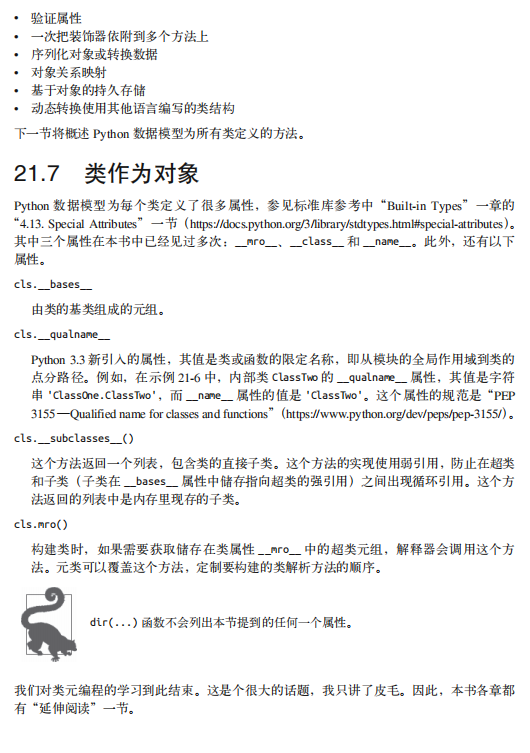 • 验证属性
• 一次把装饰器依附到多个方法上
• 序列化对象或转换数据
• 对象关系映射
• 基于对象的持久存储
• 动态转换使用其他语言编写的类结构
下一节将概述 Python 数据模型为所有类定义的方法。
21.7 类作为对象
Python 数据模型为每个类定义了很多属性，参见标准库参考中“Built-in Types”一章的
“4.13. Special Attributes”一节（https://docs.python.org/3/library/stdtypes.html#special-attributes）。
其中三个属性在本书中已经见过多次：__mro__、__class__ 和 __name__。此外，还有以下
属性。
cls.__bases__
由类的基类组成的元组。
cls.__qualname__
Python 3.3 新引入的属性，其值是类或函数的限定名称，即从模块的全局作用域到类的
点分路径。例如，在示例 21-6 中，内部类 ClassTwo 的 __qualname__ 属性，其值是字符
串 'ClassOne.ClassTwo'，而 __name__ 属性的值是 'ClassTwo'。这个属性的规范是“PEP
3155—Qualified name for classes and functions”（https://www.python.org/dev/peps/pep-3155/）。
cls.__subclasses__()
这个方法返回一个列表，包含类的直接子类。这个方法的实现使用弱引用，防止在超类
和子类（子类在 __bases__ 属性中储存指向超类的强引用）之间出现循环引用。这个方
法返回的列表中是内存里现存的子类。
cls.mro()
构建类时，如果需要获取储存在类属性 __mro__ 中的超类元组，解释器会调用这个方
法。元类可以覆盖这个方法，定制要构建的类解析方法的顺序。
dir(...) 函数不会列出本节提到的任何一个属性。
我们对类元编程的学习到此结束。这是个很大的话题，我只讲了皮毛。因此，本书各章都
有“延伸阅读”一节。